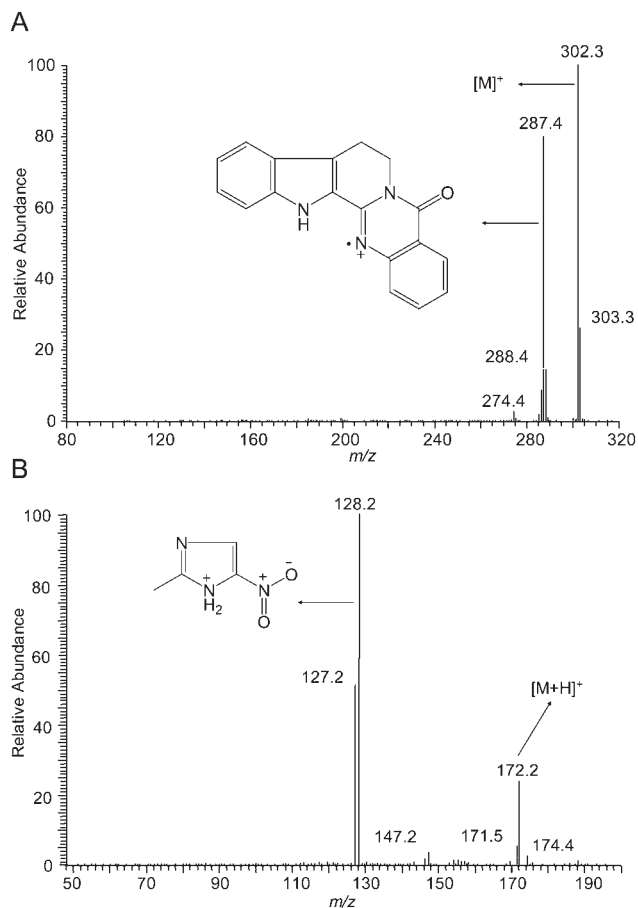 A
302.3
[M]+
287.4
N
O
N
H
N
•
+
303.3
288.4
274.4
100
80
60
40
20
0
Relative Abundance
80 120 160 200 240 280 320
m/z
B
128.2
N
+
N
H2
+
N
O
−
O
127.2
[M+H]+
172.2
147.2
171.5
174.4
100
80
60
40
20
0
Relative Abundance
50 70 90 110 130 150 170 190
m/z